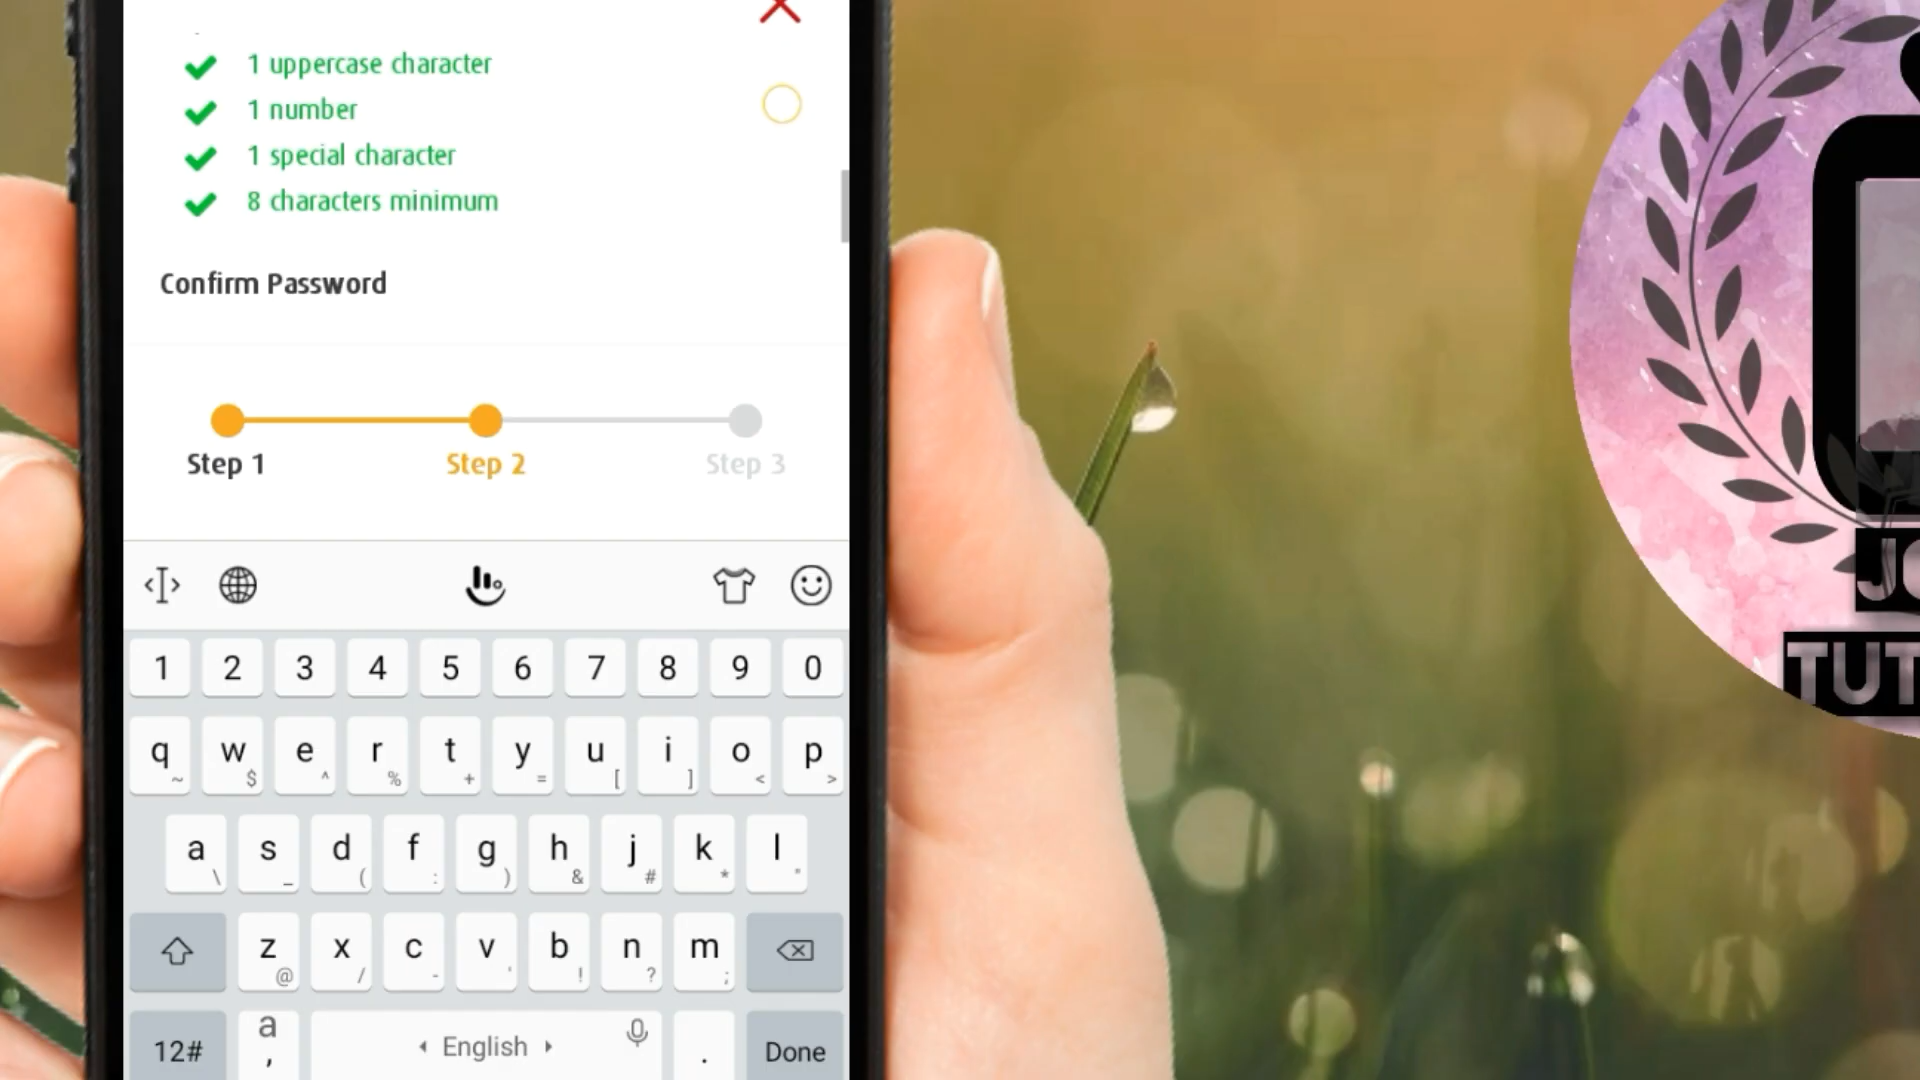 1 uppercase character
1 number
1 special character
8 characters minimum
Confirm Password
Step 1 Step 2 Step 3
1 2 3 4 5 6 7 8 9 0
q w e r t y u i o p
~ $ ^ % + = [ ] < >
a s d f g h j k l
\ _ ( : ) & # * "
z x c v b n m
@ / - ' ! ? ;
12# a , English . Done
JO
TUT